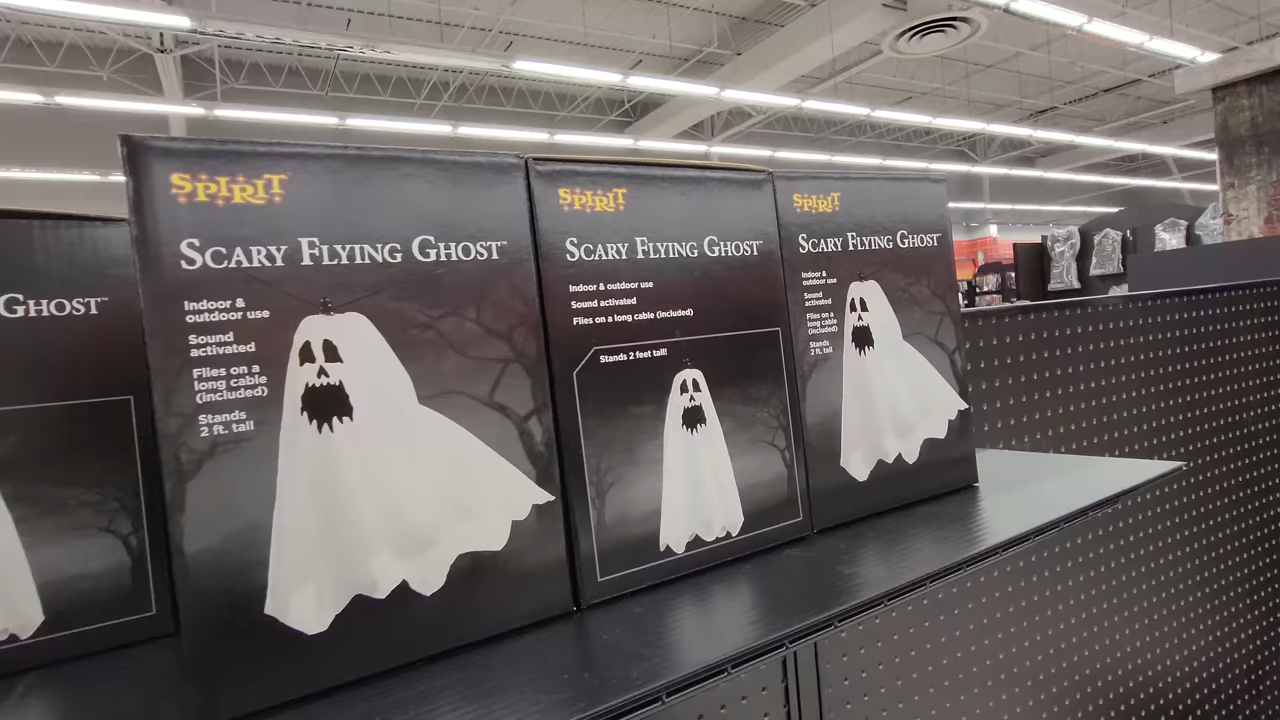 GHOST™
SPIRIT
SCARY FLYING GHOST™
Indoor &
outdoor use
Sound
activated
Flies on a
long cable
(included)
Stands
2 ft. tall
SPIRIT
SCARY FLYING GHOST™
Indoor & outdoor use
Sound activated
Flies on a long cable (included)
Stands 2 feet tall!
SPIRIT
SCARY FLYING GHOST™
Indoor &
outdoor use
Sound
activated
Flies on a
long cable
(included)
Stands
2 ft. tall